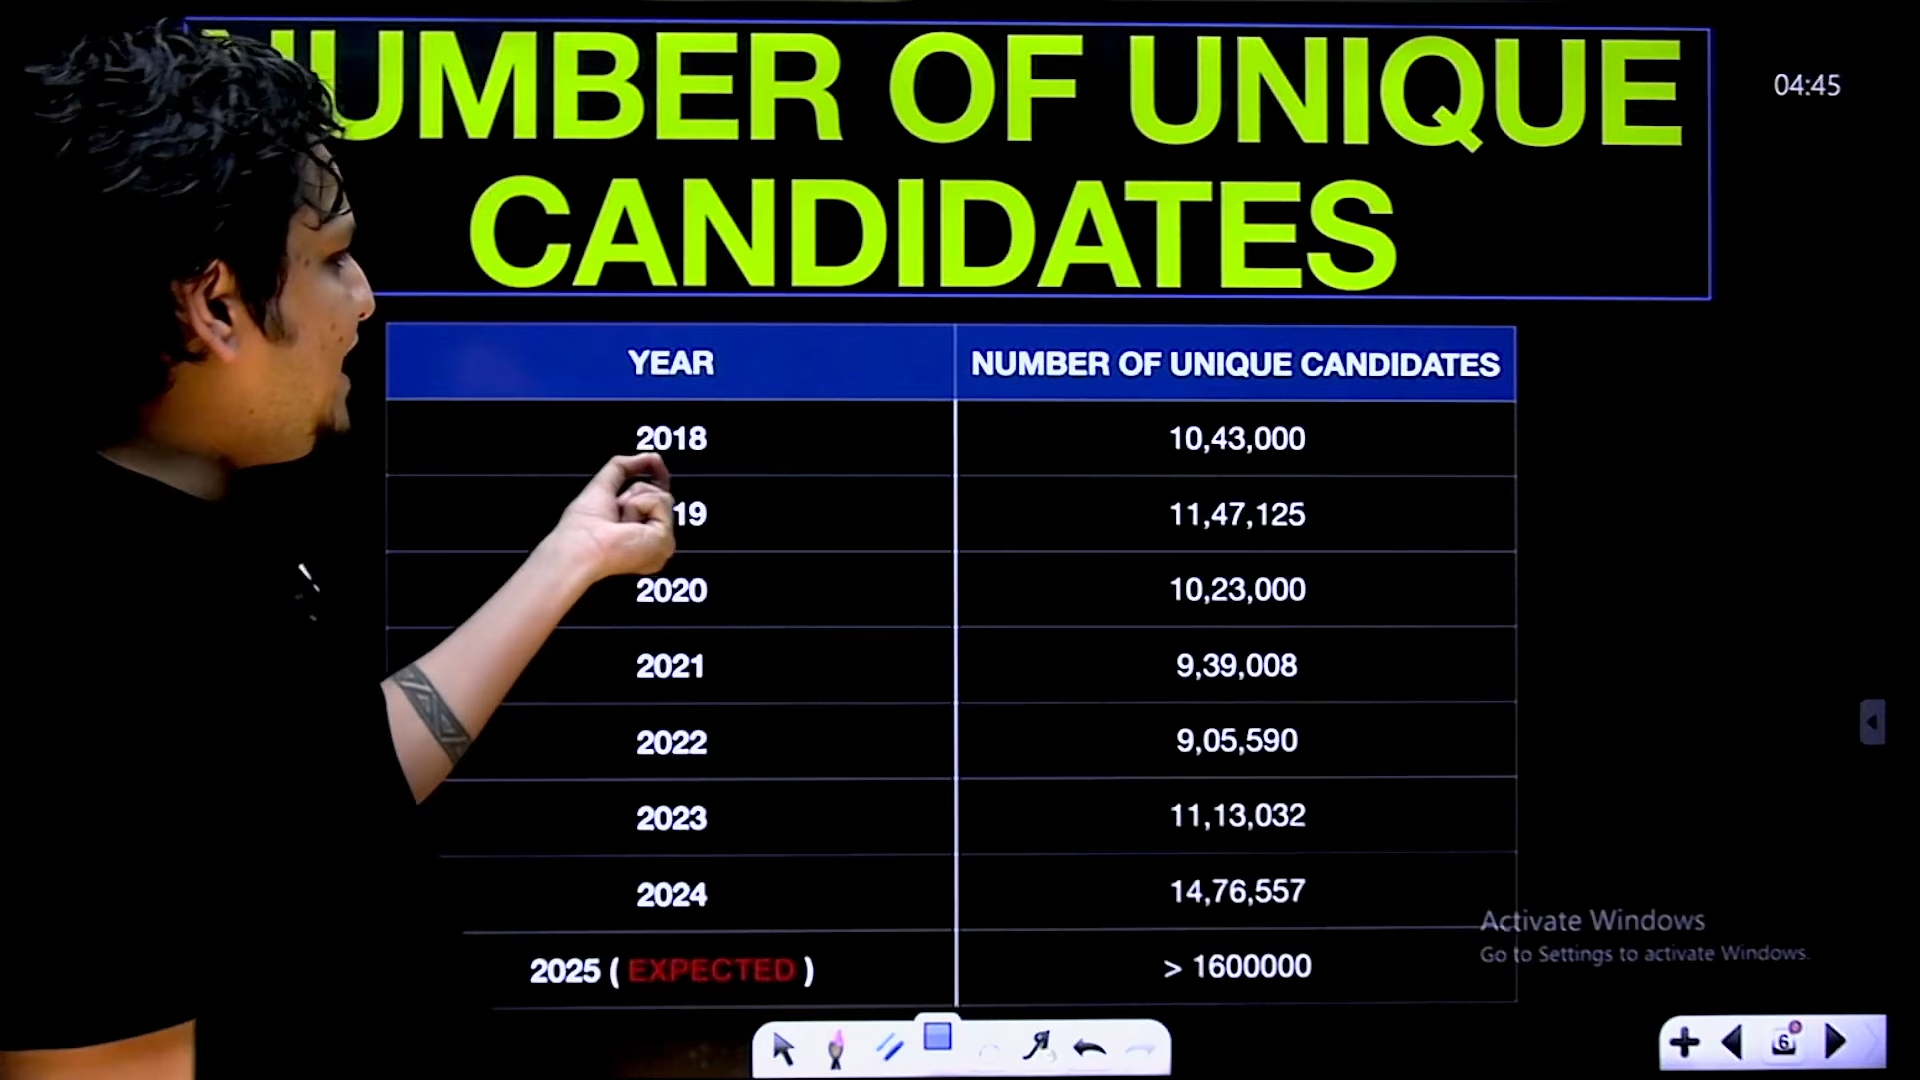 NUMBER OF UNIQUE
CANDIDATES
04:45
YEAR NUMBER OF UNIQUE CANDIDATES
2018 10,43,000
19 11,47,125
2020 10,23,000
2021 9,39,008
2022 9,05,590
2023 11,13,032
2024 14,76,557
2025 ( EXPECTED ) > 1600000
Activate Windows
Go to Settings to activate Windows.
6